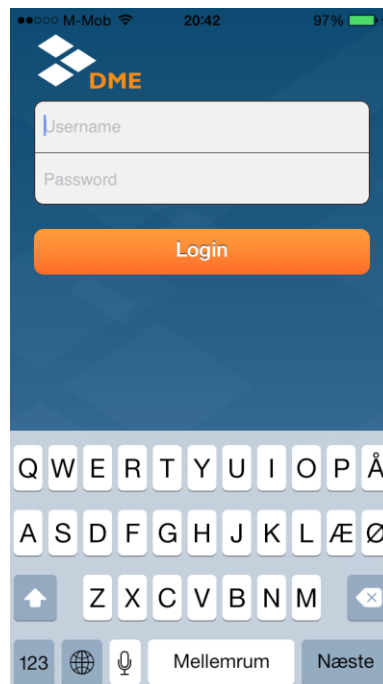 M-Mob 20:42 97%
DME
Username
Password
Login
Q W E R T Y U I O P Å
A S D F G H J K L Æ Ø
Z X C V B N M
123 Mellemrum Næste